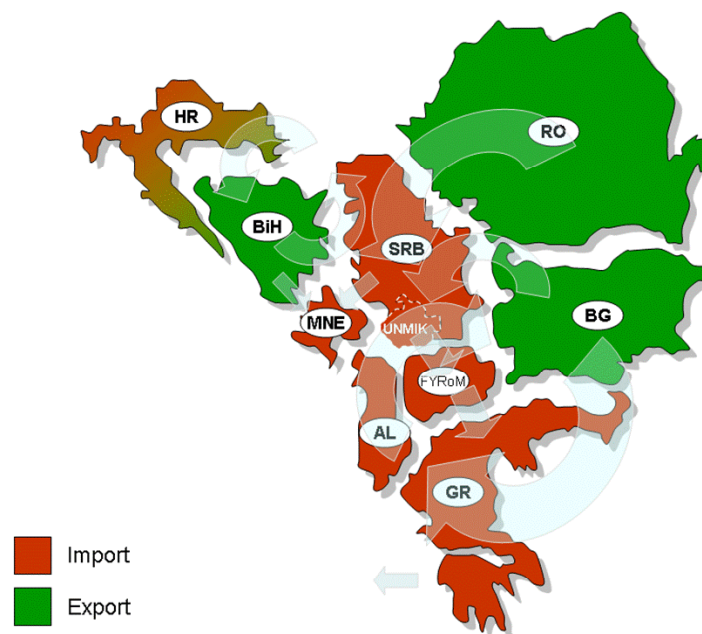 HR
RO
BiH
SRB
BG
MNE
UNMIK
FYRoM
AL
GR
Import
Export